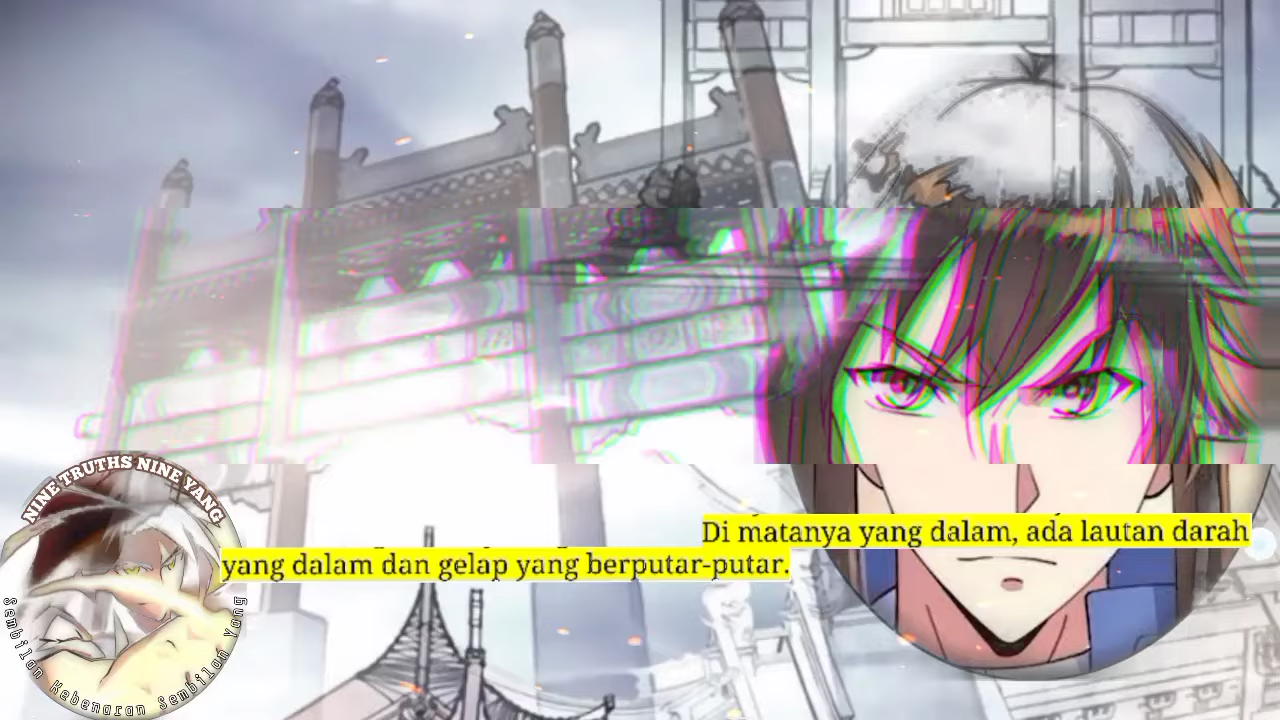 NINE TRUTHS NINE YANG
Di matanya yang dalam, ada lautan darah
yang dalam dan gelap yang berputar-putar.
Sembilan Kebenaran Sembilan Yang